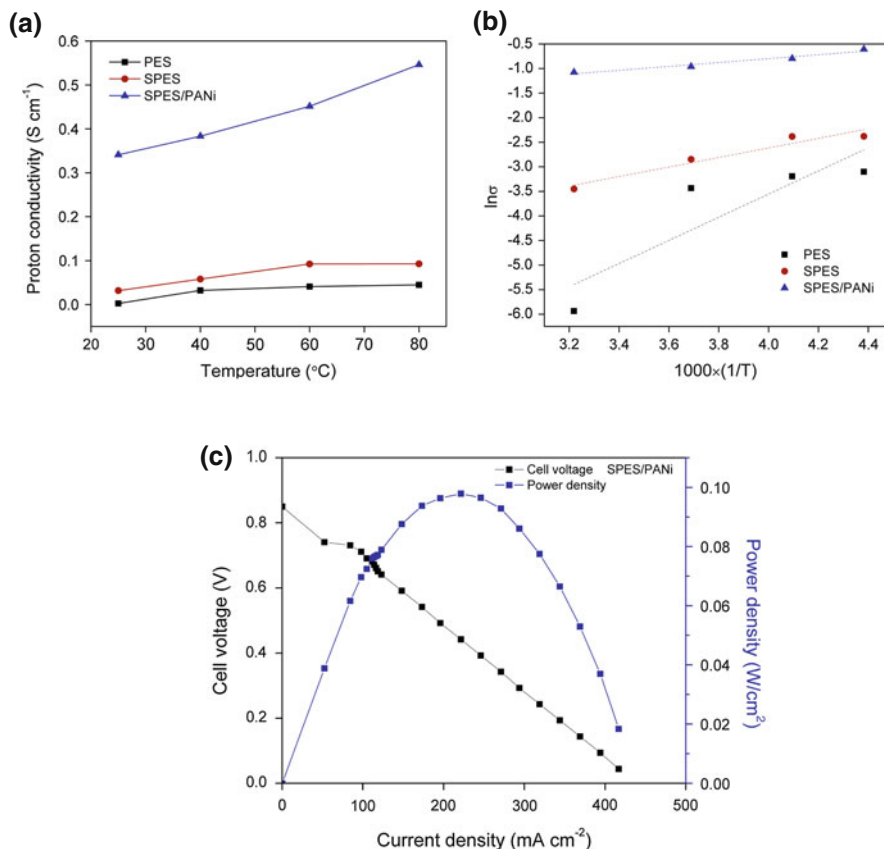 (a)
0.6
0.5
0.4
0.3
0.2
0.1
0.0
Proton conductivity (S cm-1)
PES
SPES
SPES/PANi
20 30 40 50 60 70 80
Temperature (°C)
(b)
-0.5
-1.0
-1.5
-2.0
-2.5
-3.0
-3.5
-4.0
-4.5
-5.0
-5.5
-6.0
lnσ
PES
SPES
SPES/PANi
3.2 3.4 3.6 3.8 4.0 4.2 4.4
1000×(1/T)
(c)
1.0
0.8
0.6
0.4
0.2
0.0
Cell voltage (V)
Cell voltage SPES/PANi
Power density
0.10
0.08
0.06
0.04
0.02
0.00
Power density (W/cm2)
0 100 200 300 400 500
Current density (mA cm-2)